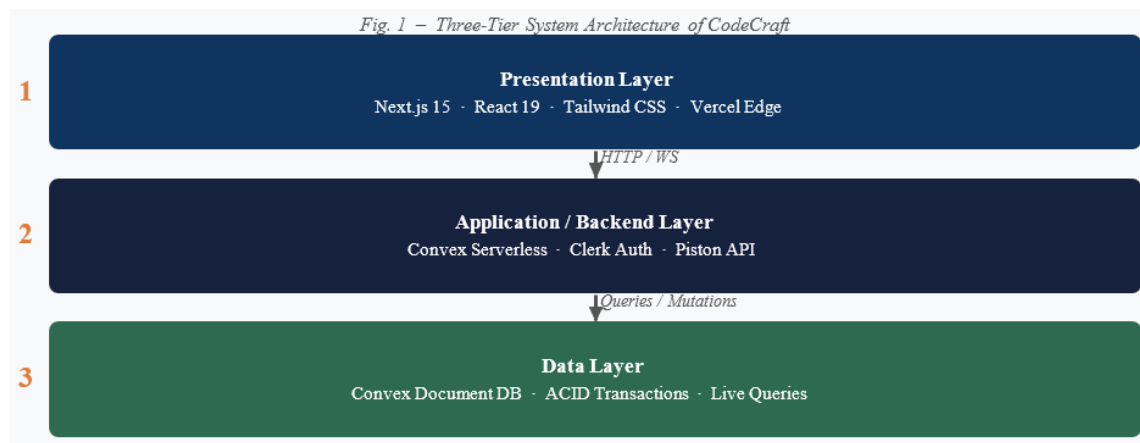 Fig. 1 – Three-Tier System Architecture of CodeCraft
1
Presentation Layer
Next.js 15 · React 19 · Tailwind CSS · Vercel Edge
HTTP / WS
2
Application / Backend Layer
Convex Serverless · Clerk Auth · Piston API
Queries / Mutations
3
Data Layer
Convex Document DB · ACID Transactions · Live Queries